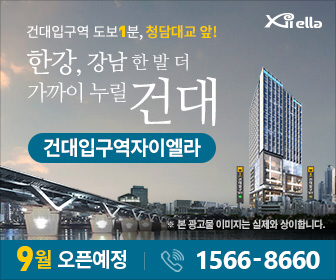 Xi ella
건대입구역 도보1분, 청담대교 앞!
한강, 강남 한 발 더
가까이 누릴 건대
건대입구역자이엘라
※ 본 광고물 이미지는 실제와 상이합니다.
9월 오픈예정 1566-8660